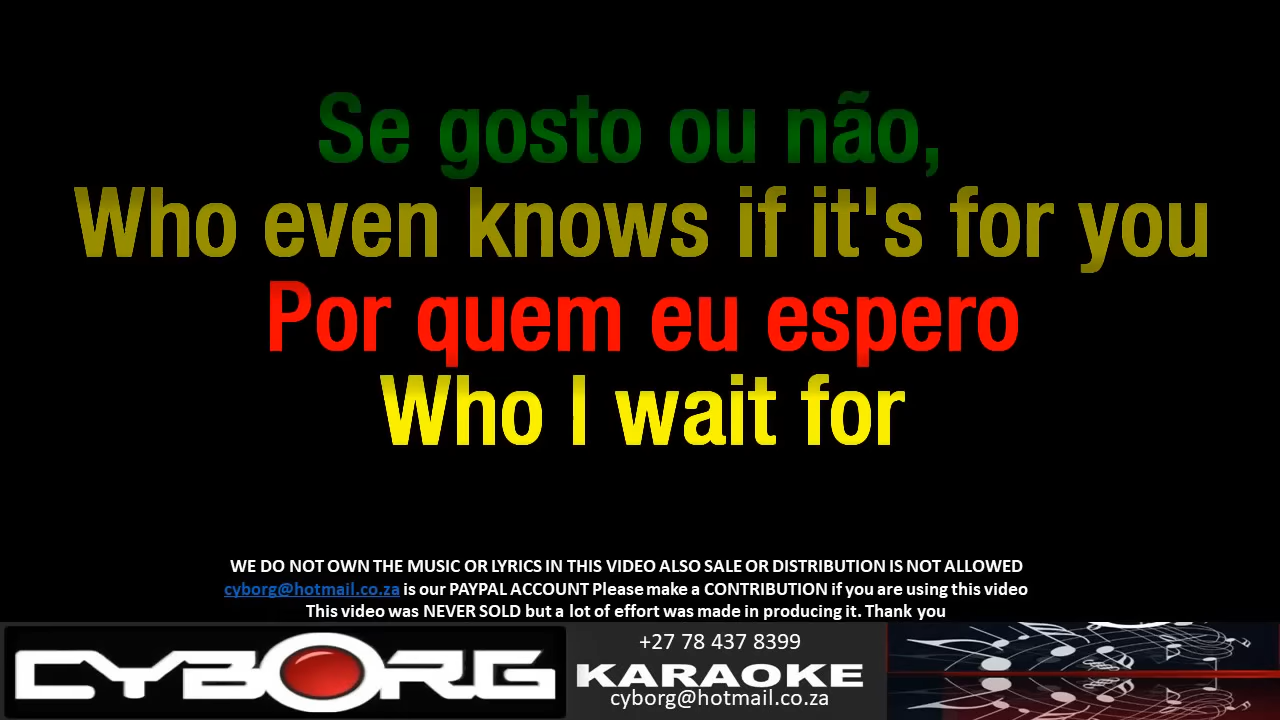 Se gosto ou não,
Who even knows if it's for you
Por quem eu espero
Who I wait for
WE DO NOT OWN THE MUSIC OR LYRICS IN THIS VIDEO ALSO SALE OR DISTRIBUTION IS NOT ALLOWED
cyborg@hotmail.co.za is our PAYPAL ACCOUNT Please make a CONTRIBUTION if you are using this video
This video was NEVER SOLD but a lot of effort was made in producing it. Thank you
CYBORG
+27 78 437 8399
KARAOKE
cyborg@hotmail.co.za